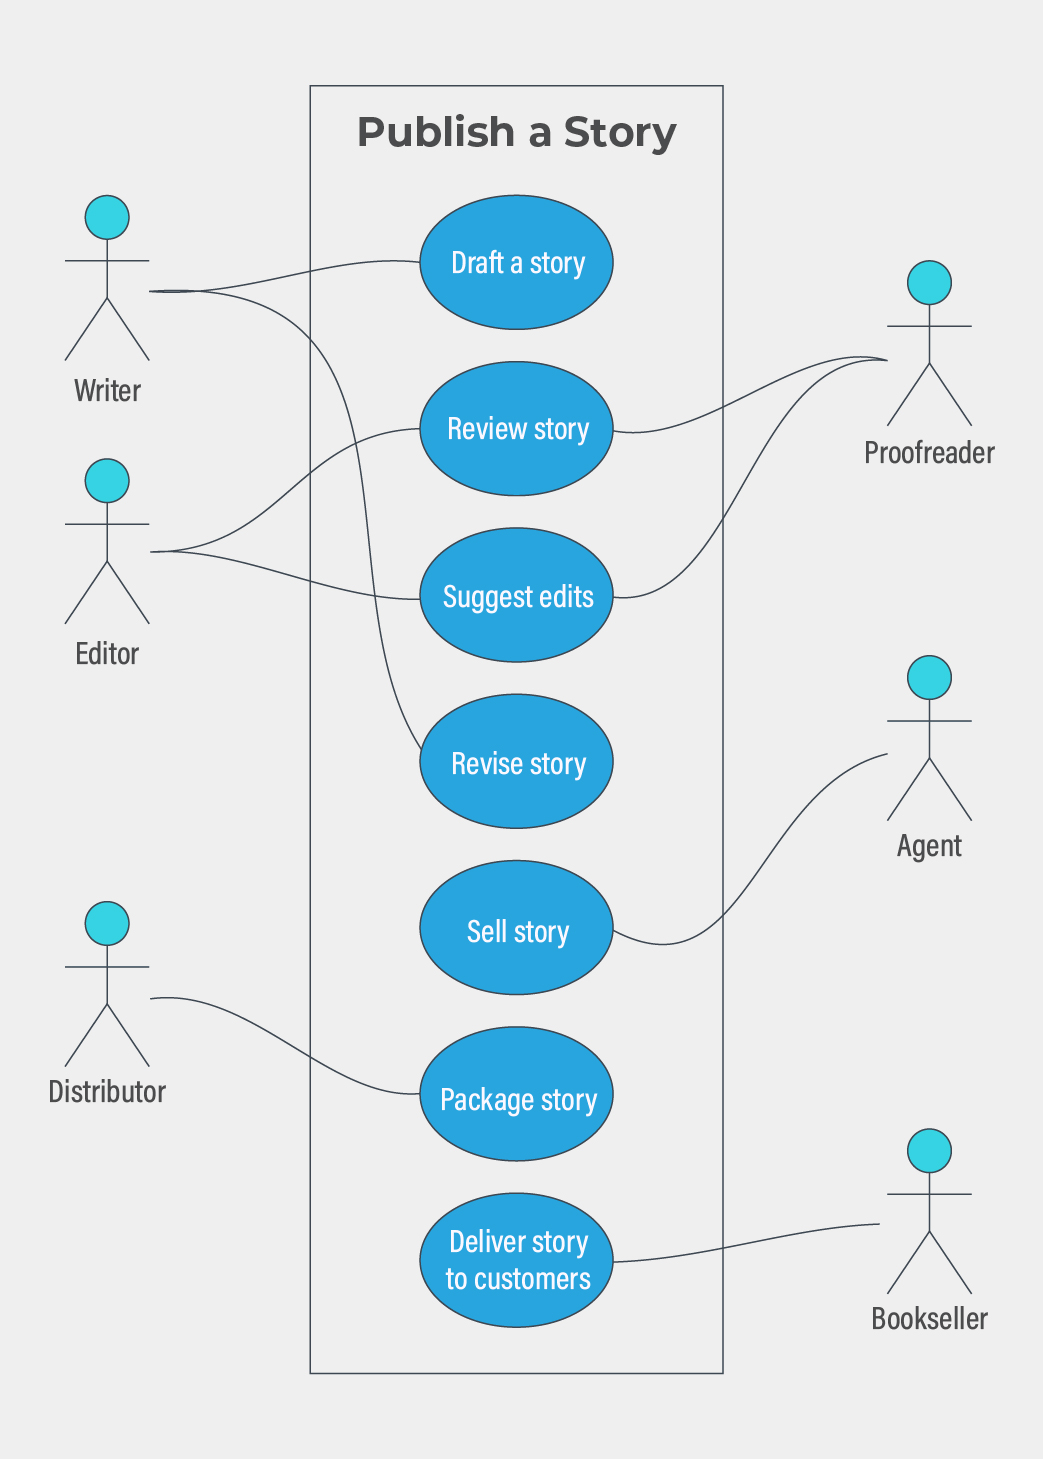 Publish a Story
Writer
Editor
Distributor
Draft a story
Review story
Suggest edits
Revise story
Sell story
Package story
Deliver story
to customers
Proofreader
Agent
Bookseller